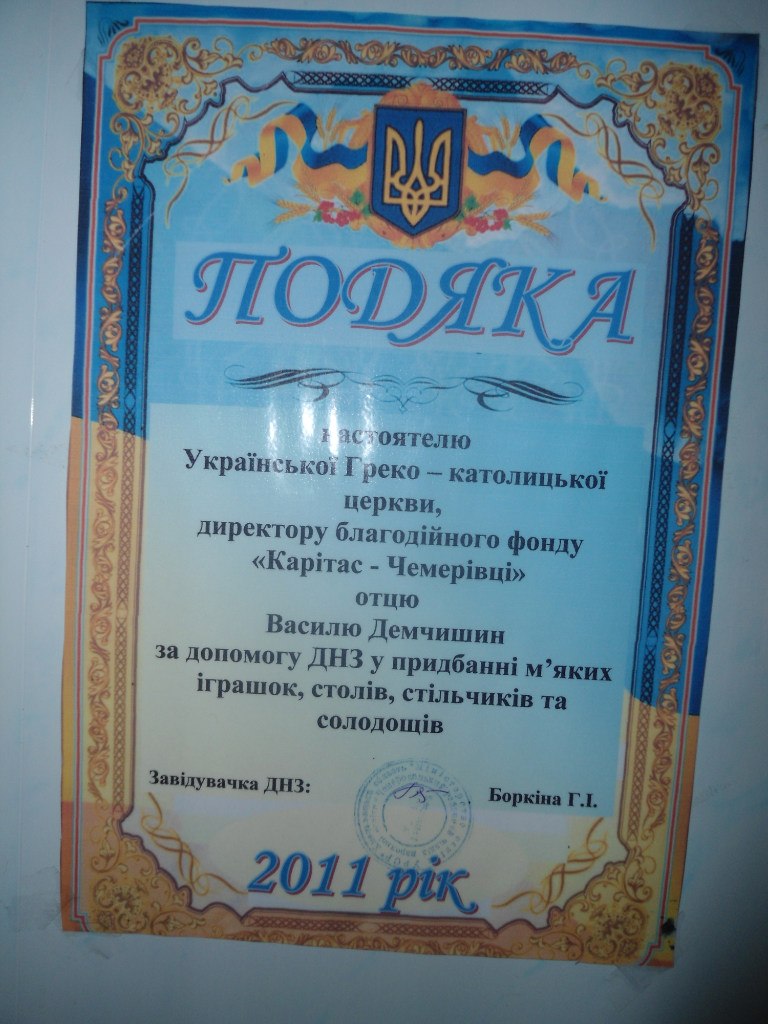 ПОДЯКА
настоятелю
Української Греко – католицької
церкви,
директору благодійного фонду
«Карітас - Чемерівці»
отцю
Василю Демчишин
за допомогу ДНЗ у придбанні м’яких
іграшок, столів, стільчиків та
солодощів
Завідувачка ДНЗ:
Боркіна Г.І.
2011 рік